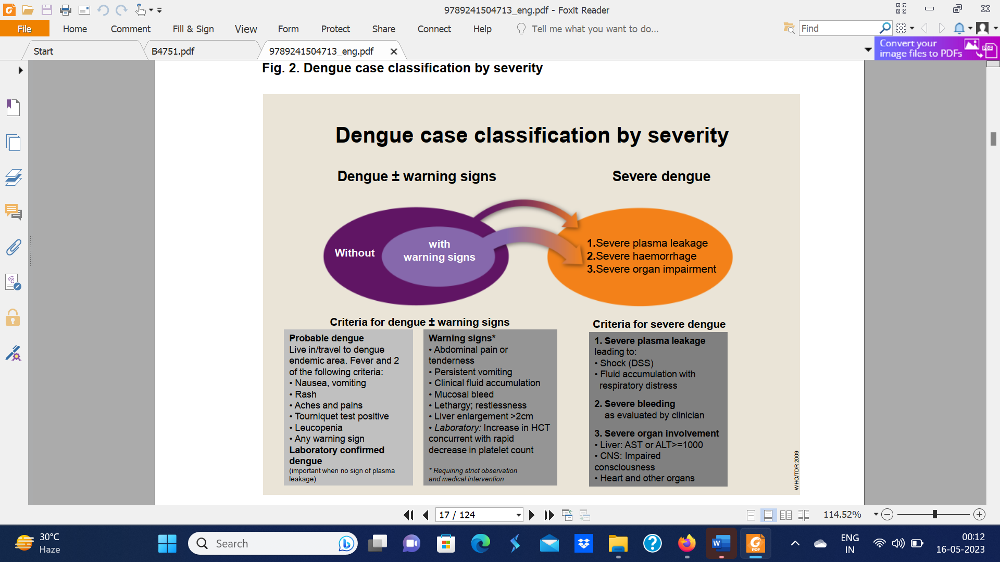 9789241504713_eng.pdf - Foxit Reader
File Home Comment Fill & Sign View Form Protect Share Connect Help Tell me what you want to do... Find
Start B4751.pdf 9789241504713_eng.pdf
Convert your
image files to PDFs
Fig. 2. Dengue case classification by severity
Dengue case classification by severity
Dengue ± warning signs
Severe dengue
Without
with
warning signs
1.Severe plasma leakage
2.Severe haemorrhage
3.Severe organ impairment
Criteria for dengue ± warning signs
Probable dengue
Live in/travel to dengue
endemic area. Fever and 2
of the following criteria:
• Nausea, vomiting
• Rash
• Aches and pains
• Tourniquet test positive
• Leucopenia
• Any warning sign
Laboratory confirmed
dengue
(important when no sign of plasma
leakage)
Warning signs*
• Abdominal pain or
tenderness
• Persistent vomiting
• Clinical fluid accumulation
• Mucosal bleed
• Lethargy; restlessness
• Liver enlargement >2cm
• Laboratory: Increase in HCT
concurrent with rapid
decrease in platelet count
* Requiring strict observation
and medical intervention
Criteria for severe dengue
1. Severe plasma leakage
leading to:
• Shock (DSS)
• Fluid accumulation with
respiratory distress
2. Severe bleeding
as evaluated by clinician
3. Severe organ involvement
• Liver: AST or ALT>=1000
• CNS: Impaired
consciousness
• Heart and other organs
WHO/TDR 2009
17 / 124
114.52%
30°C
Haze
Search
W
PDF
ENG
IN
00:12
16-05-2023